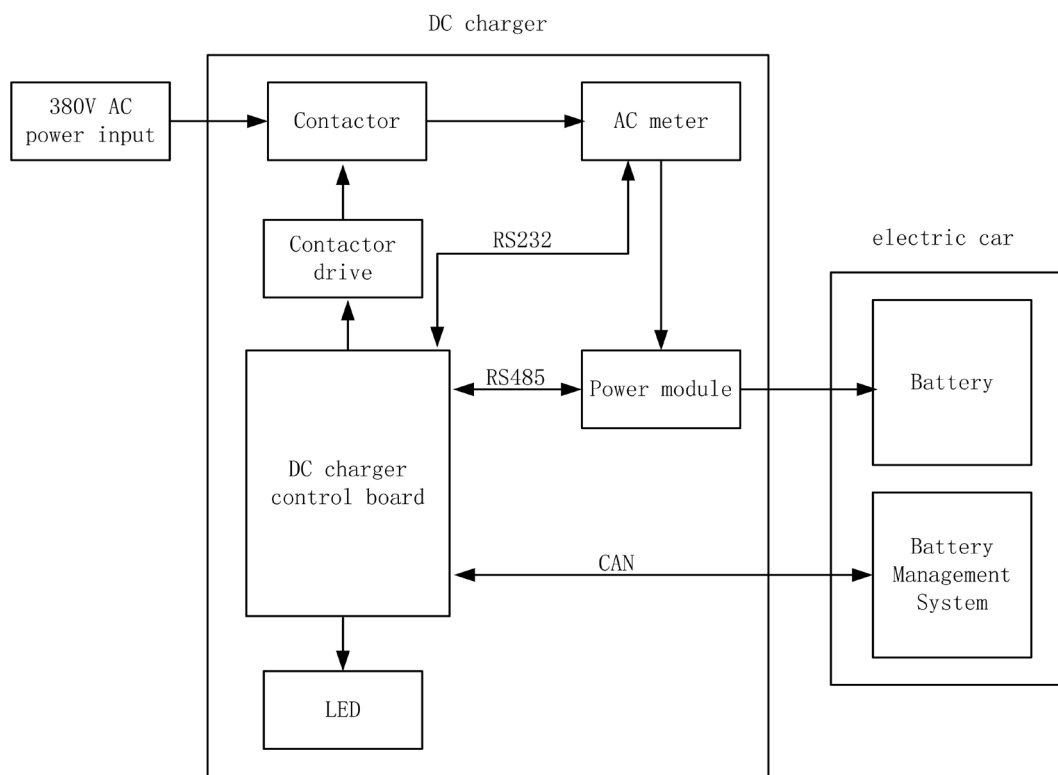 DC charger
380V AC
power input
Contactor
AC meter
Contactor
drive
RS232
electric car
RS485
Power module
Battery
DC charger
control board
CAN
Battery
Management
System
LED